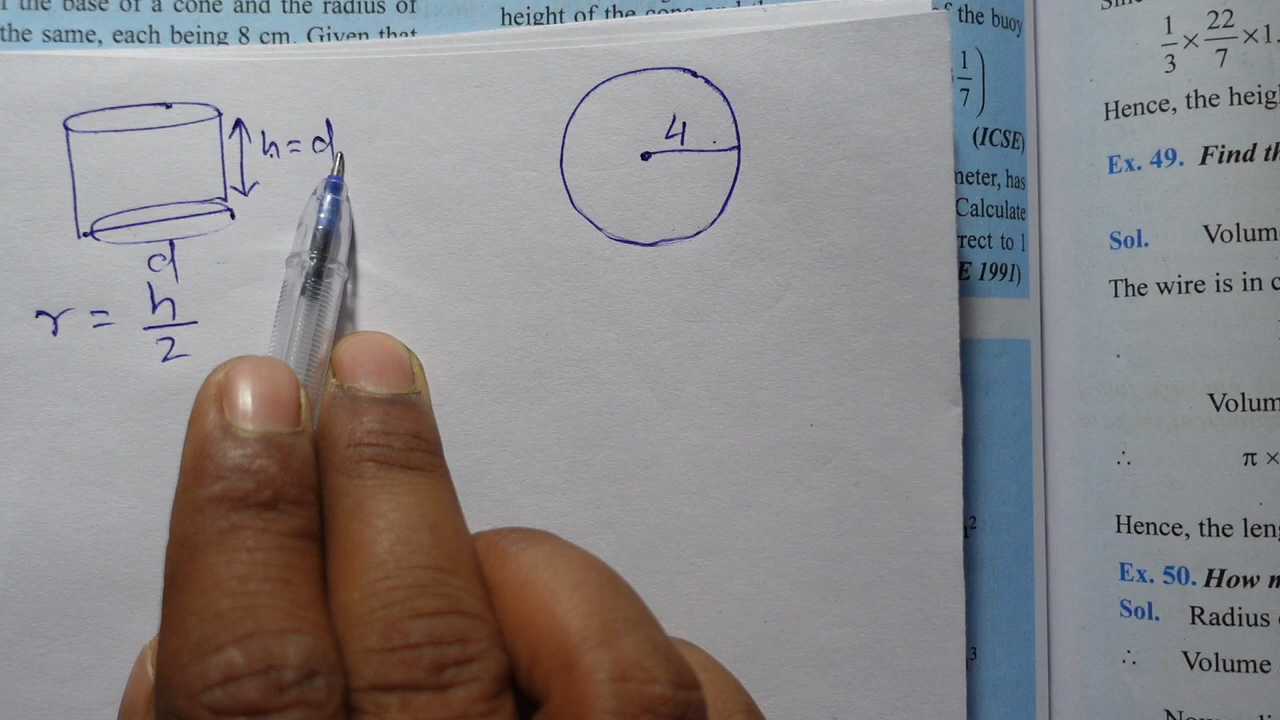 the base of a cone and the radius of
the same, each being 8 cm. Given that
height of the cone
the buoy
1
7
(ICSE)
meter, has
Calculate
rect to 1
E 1991)
h = d
d
r = h/2
4
1/3 × 22/7 × 1.
Hence, the heig
Ex. 49. Find th
Sol. Volum
The wire is in c
Volum
∴ π ×
Hence, the len
Ex. 50. How m
Sol. Radius
∴ Volume